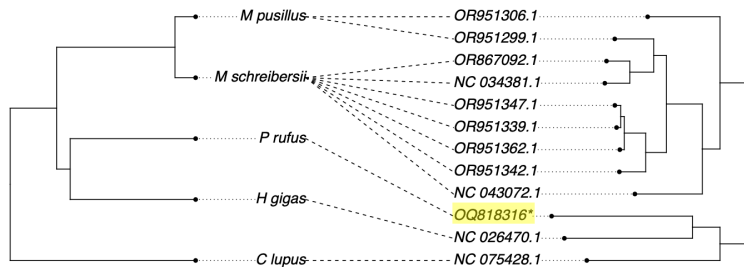 M pusillus OR951306.1
OR951299.1
OR867092.1
M schreibersii NC 034381.1
OR951347.1
OR951339.1
P rufus OR951362.1
OR951342.1
H gigas NC 043072.1
OQ818316*
NC 026470.1
C lupus NC 075428.1